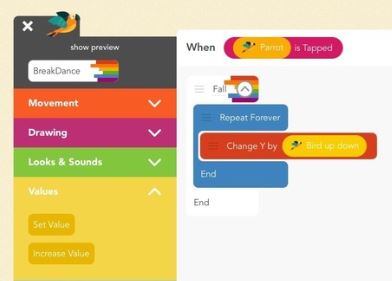 show preview
BreakDance
Movement
Drawing
Looks & Sounds
Values
Set Value
Increase Value
When Parrot is Tapped
Fall
Repeat Forever
Change Y by Bird up down
End
End